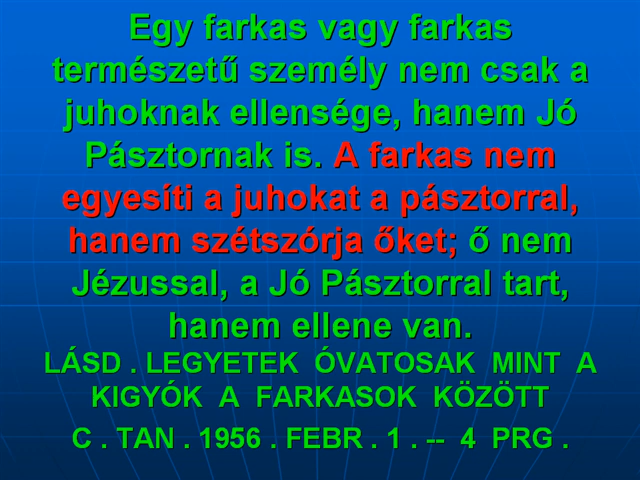 Egy farkas vagy farkas
természetű személy nem csak a
juhoknak ellensége, hanem Jó
Pásztornak is. A farkas nem
egyesíti a juhokat a pásztorral,
hanem szétszórja őket; ő nem
Jézussal, a Jó Pásztorral tart,
hanem ellene van.
LÁSD . LEGYETEK ÓVATOSAK MINT A
KIGYÓK A FARKASOK KÖZÖTT
C . TAN . 1956 . FEBR . 1 . -- 4 PRG .